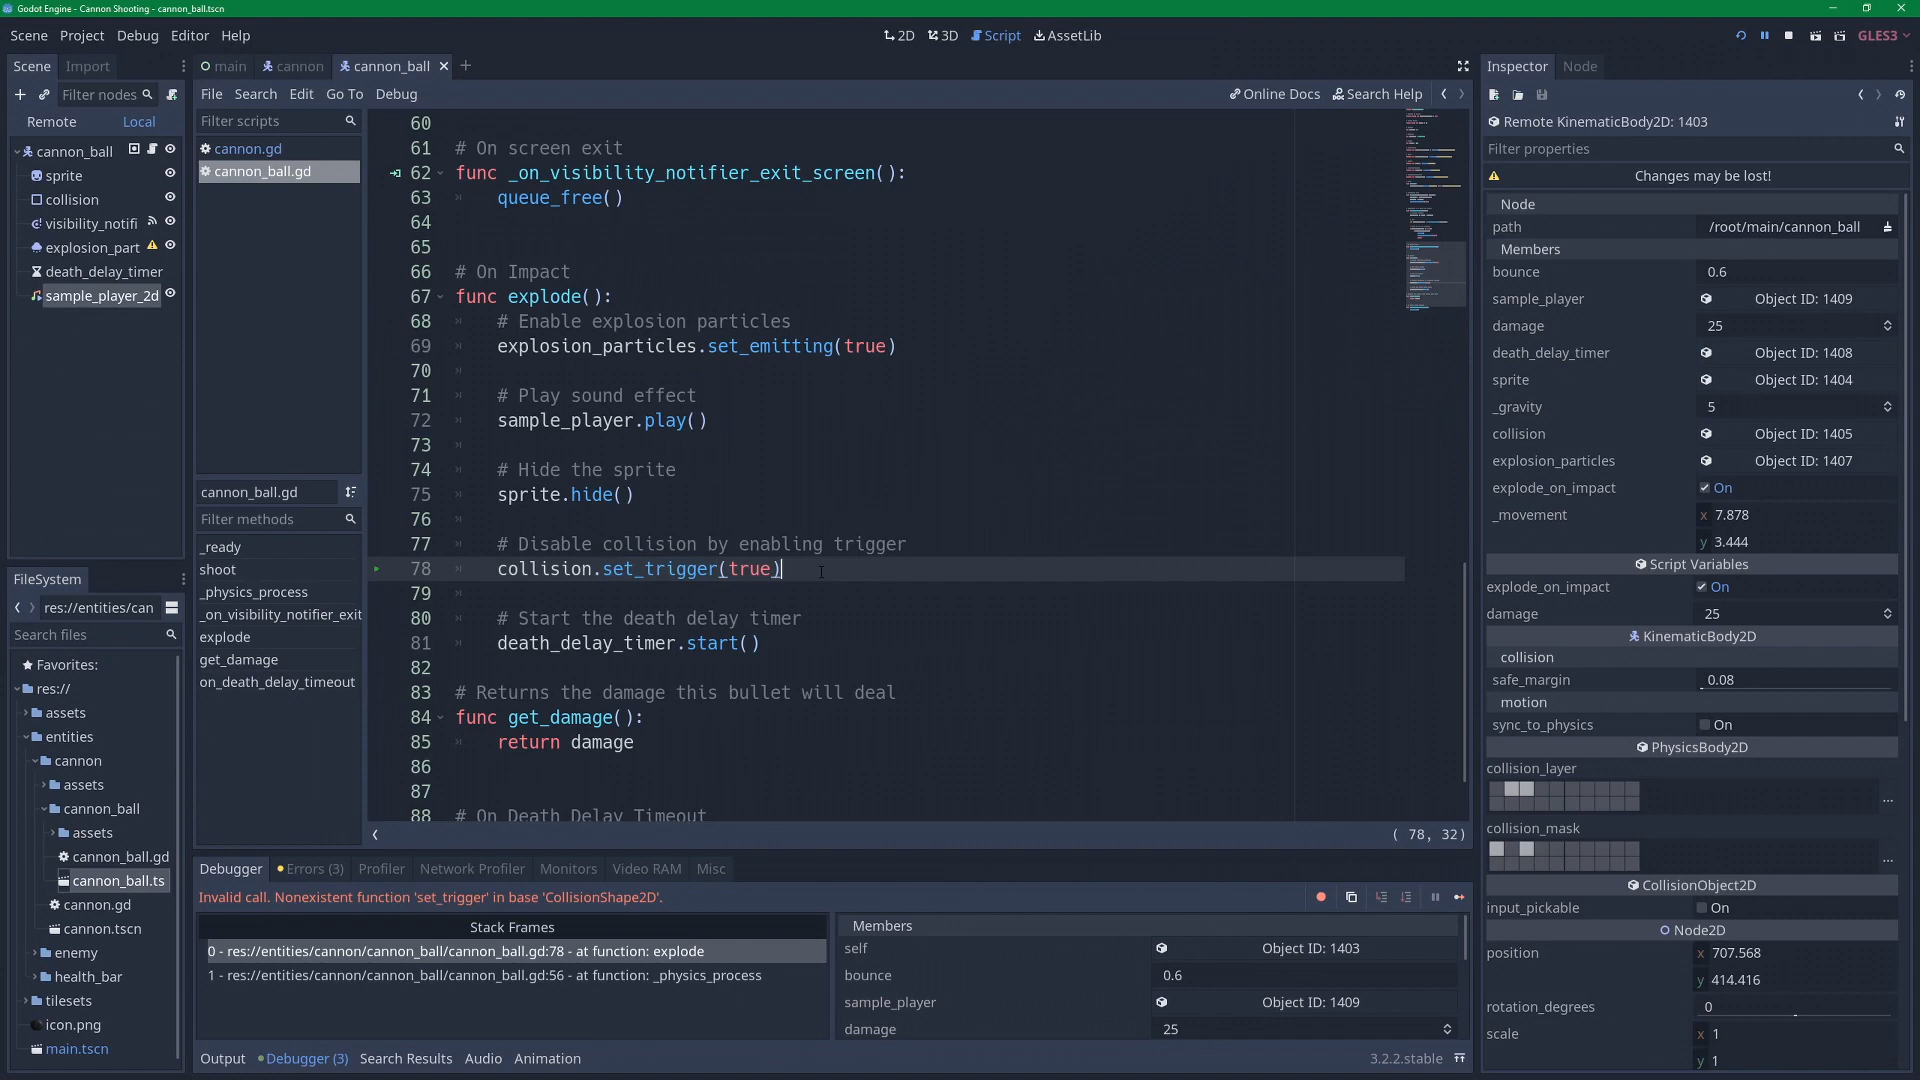 Godot Engine - Cannon Shooting - cannon_ball.tscn
Scene Project Debug Editor Help
2D 3D Script AssetLib
GLES3
Scene Import
Filter nodes
Remote Local
cannon_ball
sprite
collision
visibility_notifi
explosion_part
death_delay_timer
sample_player_2d
FileSystem
res://entities/can
Search files
Favorites:
res://
assets
entities
cannon
assets
cannon_ball
assets
cannon_ball.gd
cannon_ball.ts
cannon.gd
cannon.tscn
enemy
health_bar
tilesets
icon.png
main.tscn
main cannon cannon_ball
File Search Edit Go To Debug
Online Docs Search Help
Filter scripts
cannon.gd
cannon_ball.gd
cannon_ball.gd
Filter methods
_ready
shoot
_physics_process
_on_visibility_notifier_exit
explode
get_damage
on_death_delay_timeout
60
61 # On screen exit
62 func _on_visibility_notifier_exit_screen():
63 queue_free()
64
65
66 # On Impact
67 func explode():
68 # Enable explosion particles
69 explosion_particles.set_emitting(true)
70
71 # Play sound effect
72 sample_player.play()
73
74 # Hide the sprite
75 sprite.hide()
76
77 # Disable collision by enabling trigger
78 collision.set_trigger(true)
79
80 # Start the death delay timer
81 death_delay_timer.start()
82
83 # Returns the damage this bullet will deal
84 func get_damage():
85 return damage
86
87
88 # On Death Delay Timeout
( 78, 32)
Debugger Errors (3) Profiler Network Profiler Monitors Video RAM Misc
Invalid call. Nonexistent function 'set_trigger' in base 'CollisionShape2D'.
Stack Frames
0 - res://entities/cannon/cannon_ball/cannon_ball.gd:78 - at function: explode
1 - res://entities/cannon/cannon_ball/cannon_ball.gd:56 - at function: _physics_process
Members
self Object ID: 1403
bounce 0.6
sample_player Object ID: 1409
damage 25
Output Debugger (3) Search Results Audio Animation
3.2.2.stable
Inspector Node
Remote KinematicBody2D: 1403
Filter properties
Changes may be lost!
Node
path /root/main/cannon_ball
Members
bounce 0.6
sample_player Object ID: 1409
damage 25
death_delay_timer Object ID: 1408
sprite Object ID: 1404
_gravity 5
collision Object ID: 1405
explosion_particles Object ID: 1407
explode_on_impact On
_movement x 7.878
y 3.444
Script Variables
explode_on_impact On
damage 25
KinematicBody2D
collision
safe_margin 0.08
motion
sync_to_physics On
PhysicsBody2D
collision_layer
...
collision_mask
...
CollisionObject2D
input_pickable On
Node2D
position x 707.568
y 414.416
rotation_degrees 0
scale x 1
y 1